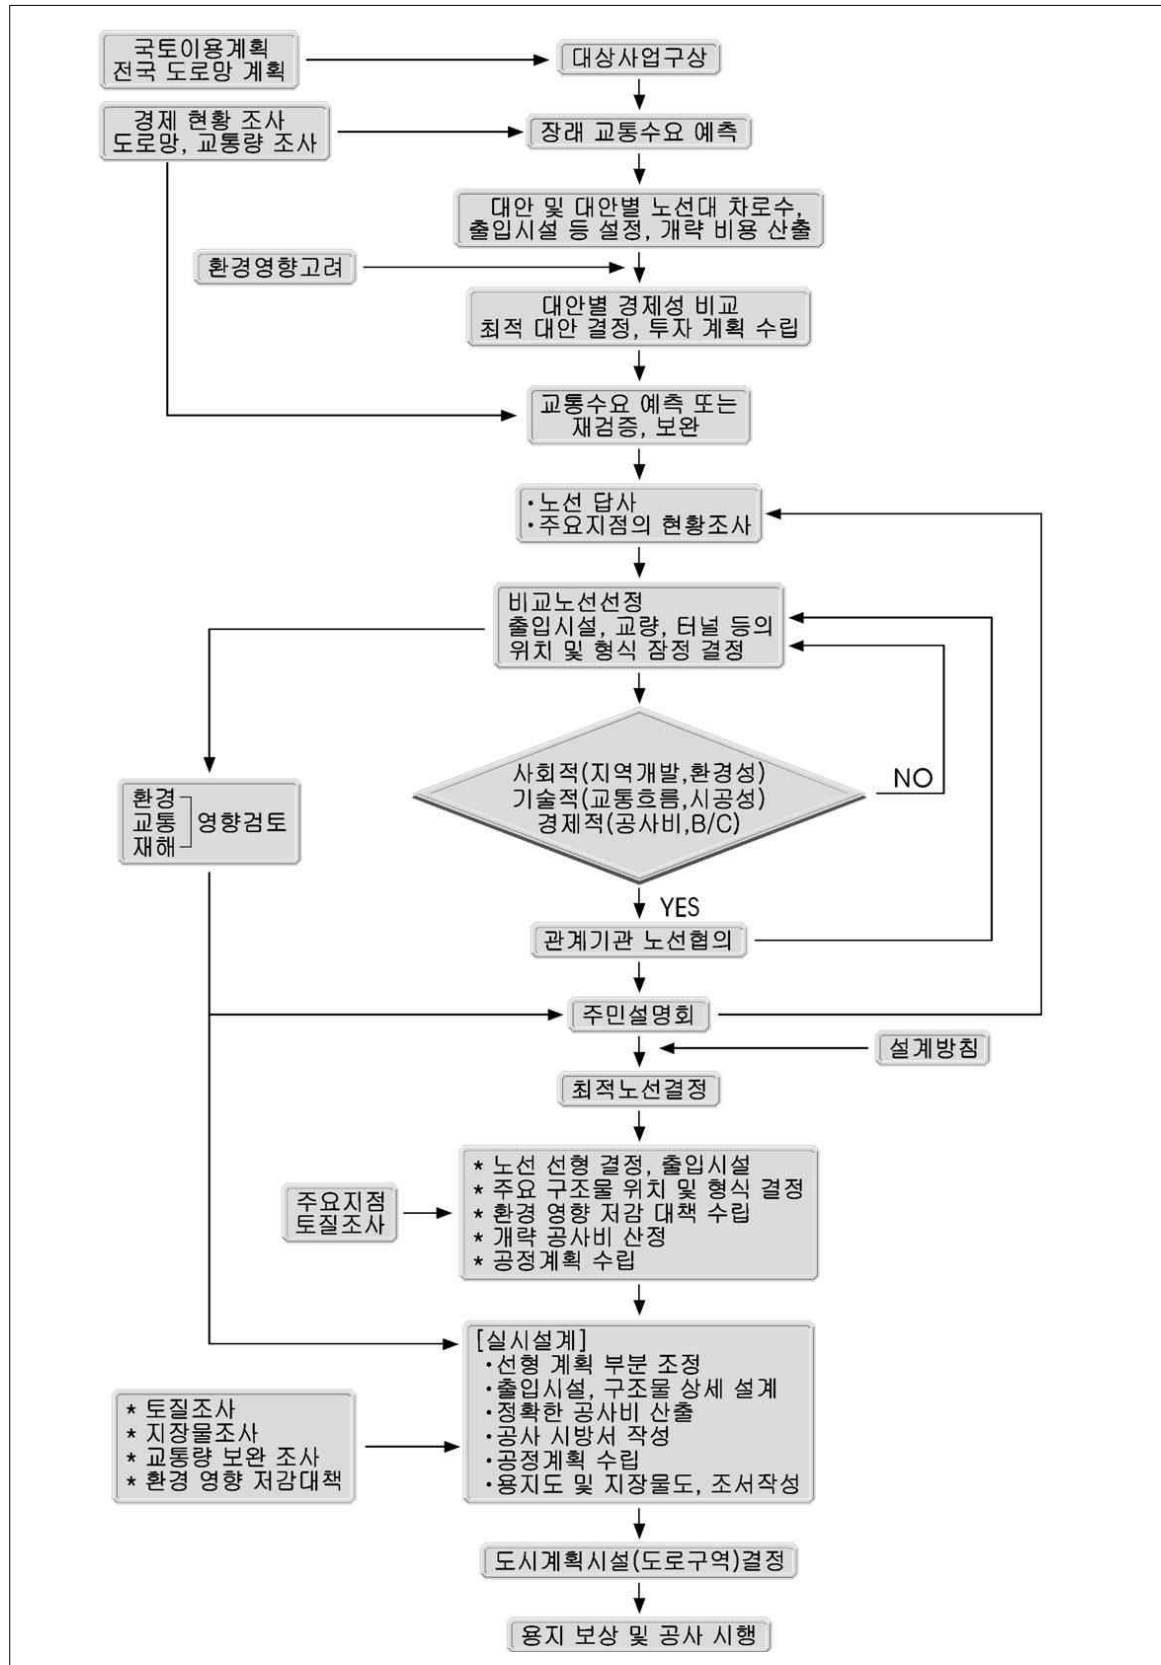 국토이용계획
전국 도로망 계획
대상사업구상
경제 현황 조사
도로망, 교통량 조사
장래 교통수요 예측
대안 및 대안별 노선대 차로수,
출입시설 등 설정, 개략 비용 산출
환경영향고려
대안별 경제성 비교
최적 대안 결정, 투자 계획 수립
교통수요 예측 또는
재검증, 보완
·노선 답사
·주요지점의 현황조사
비교노선선정
출입시설, 교량, 터널 등의
위치 및 형식 잠정 결정
사회적(지역개발,환경성)
기술적(교통흐름,시공성)
경제적(공사비,B/C)
NO
환경
교통
재해
영향검토
YES
관계기관 노선협의
주민설명회
설계방침
최적노선결정
* 노선 선형 결정, 출입시설
* 주요 구조물 위치 및 형식 결정
* 환경 영향 저감 대책 수립
* 개략 공사비 산정
* 공정계획 수립
주요지점
토질조사
[실시설계]
·선형 계획 부분 조정
·출입시설, 구조물 상세 설계
·정확한 공사비 산출
·공사 시방서 작성
·공정계획 수립
·용지도 및 지장물도, 조서작성
* 토질조사
* 지장물조사
* 교통량 보완 조사
* 환경 영향 저감대책
도시계획시설(도로구역)결정
용지 보상 및 공사 시행